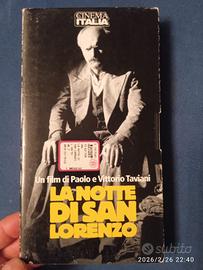 CINEMA
ITALIA
Un film di Paolo e Vittorio Taviani
LA NOTTE
DI SAN
LORENZO
subito
2026/2/26 22:40